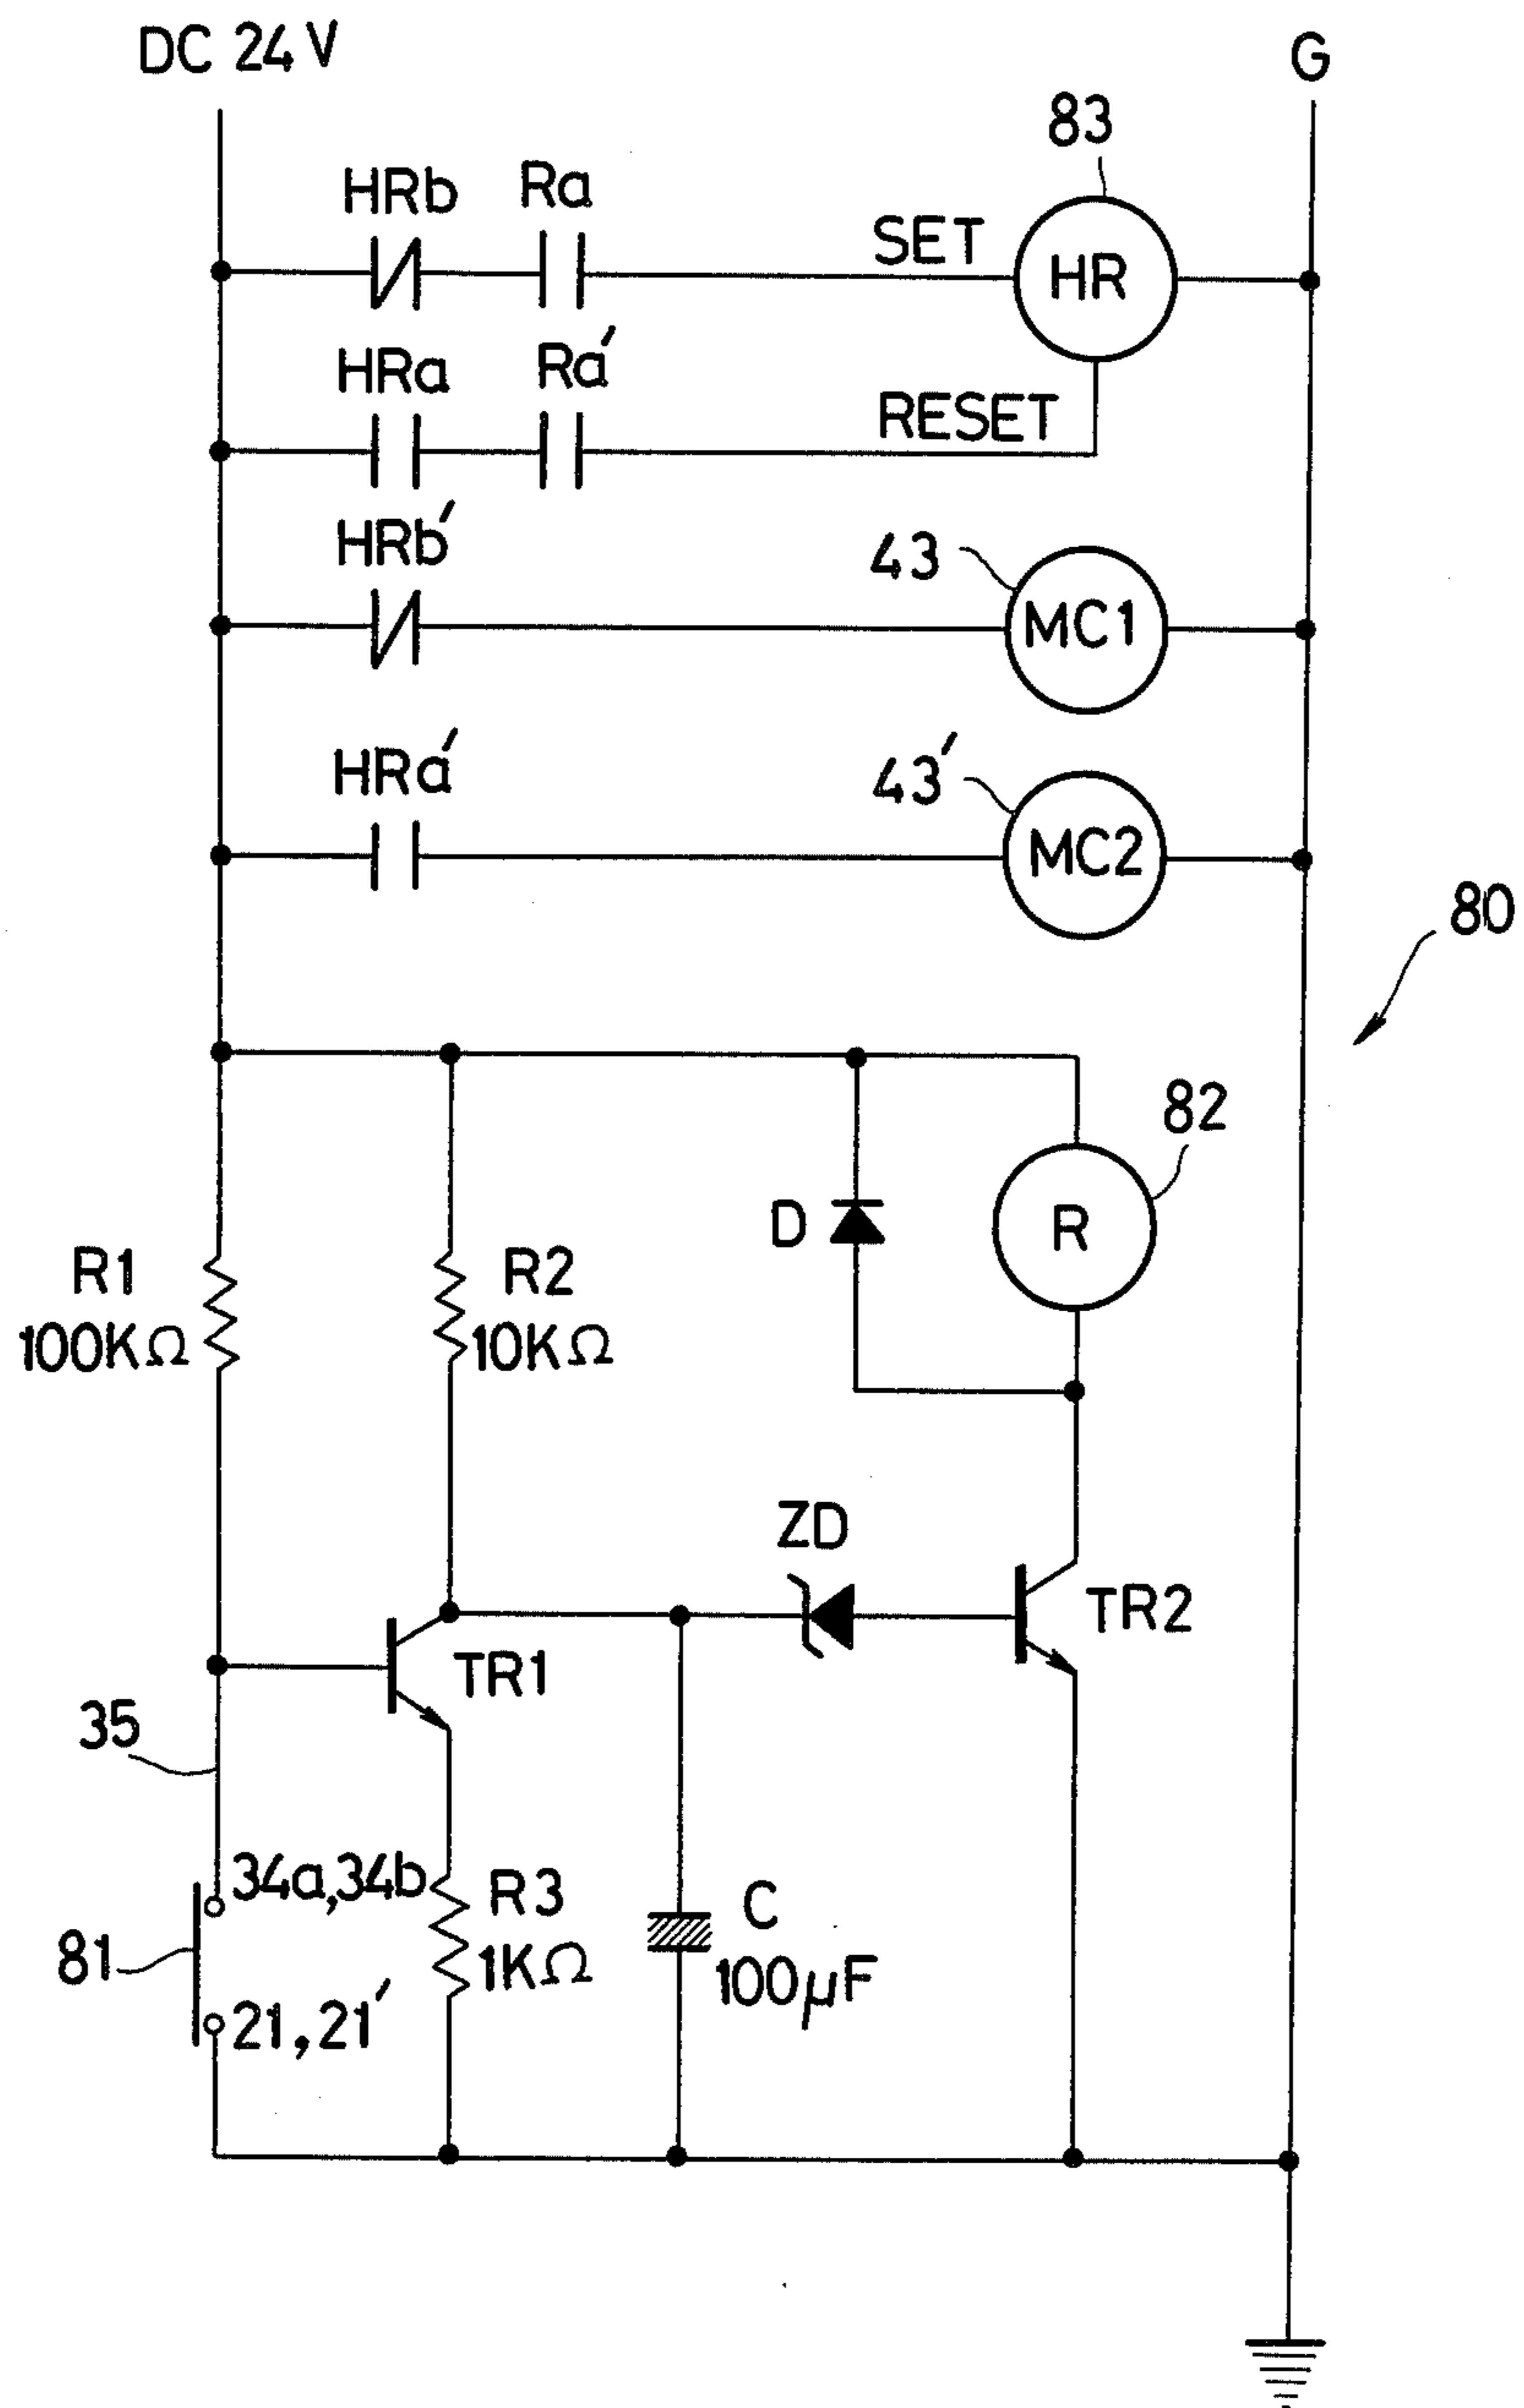 DC 24V
G
83
HRb
Ra
SET
HR
HRa
Ra′
RESET
HRb′
43
MC1
HRa′
43′
MC2
80
82
D
R
R1
100KΩ
R2
10KΩ
ZD
TR2
TR1
35
34a,34b
R3
1KΩ
C
100μF
81
21,21′